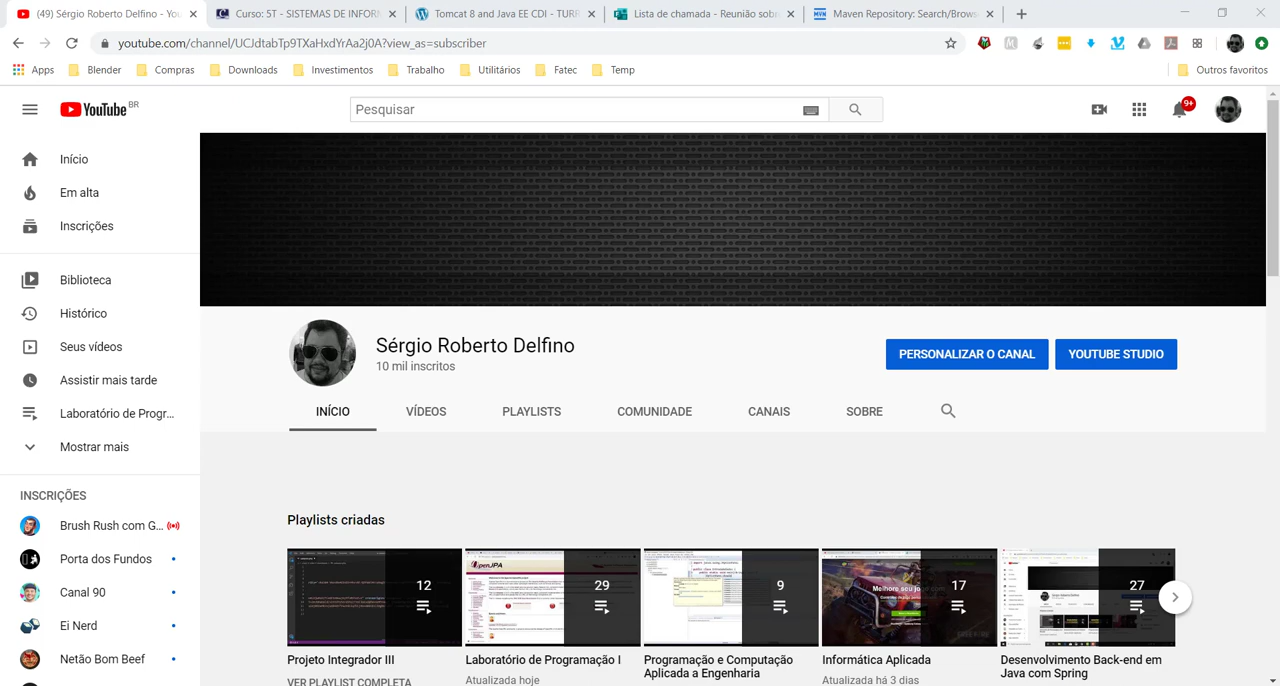 (49) Sérgio Roberto Delfino - You
Curso: 5T - SISTEMAS DE INFORM
Tomcat 8 and Java EE CDI - TURB
Lista de chamada - Reunião sobre
Maven Repository: Search/Brows
youtube.com/channel/UCJdtabTp9TXaHxdYrAa2j0A?view_as=subscriber
Apps
Blender
Compras
Downloads
Investimentos
Trabalho
Utilitários
Fatec
Temp
Outros favoritos
YouTube BR
Pesquisar
9+
Início
Em alta
Inscrições
Biblioteca
Histórico
Seus vídeos
Assistir mais tarde
Laboratório de Progr...
Mostrar mais
INSCRIÇÕES
Brush Rush com G...
Porta dos Fundos
Canal 90
Ei Nerd
Netão Bom Beef
Sérgio Roberto Delfino
10 mil inscritos
PERSONALIZAR O CANAL
YOUTUBE STUDIO
INÍCIO
VÍDEOS
PLAYLISTS
COMUNIDADE
CANAIS
SOBRE
Playlists criadas
12
29
9
17
27
Projeto Integrador III
VER PLAYLIST COMPLETA
Laboratório de Programação I
Atualizada hoje
Programação e Computação
Aplicada a Engenharia
Informática Aplicada
Atualizada há 3 dias
Desenvolvimento Back-end em
Java com Spring